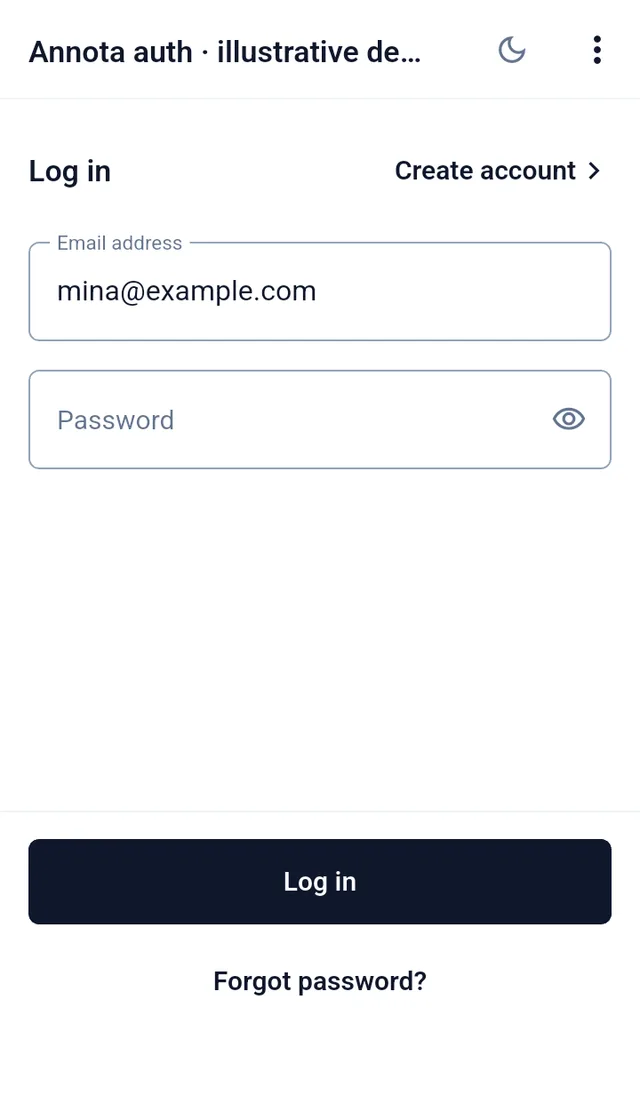 Annota auth · illustrative de…
Log in
Create account
Email address
mina@example.com
Password
Log in
Forgot password?